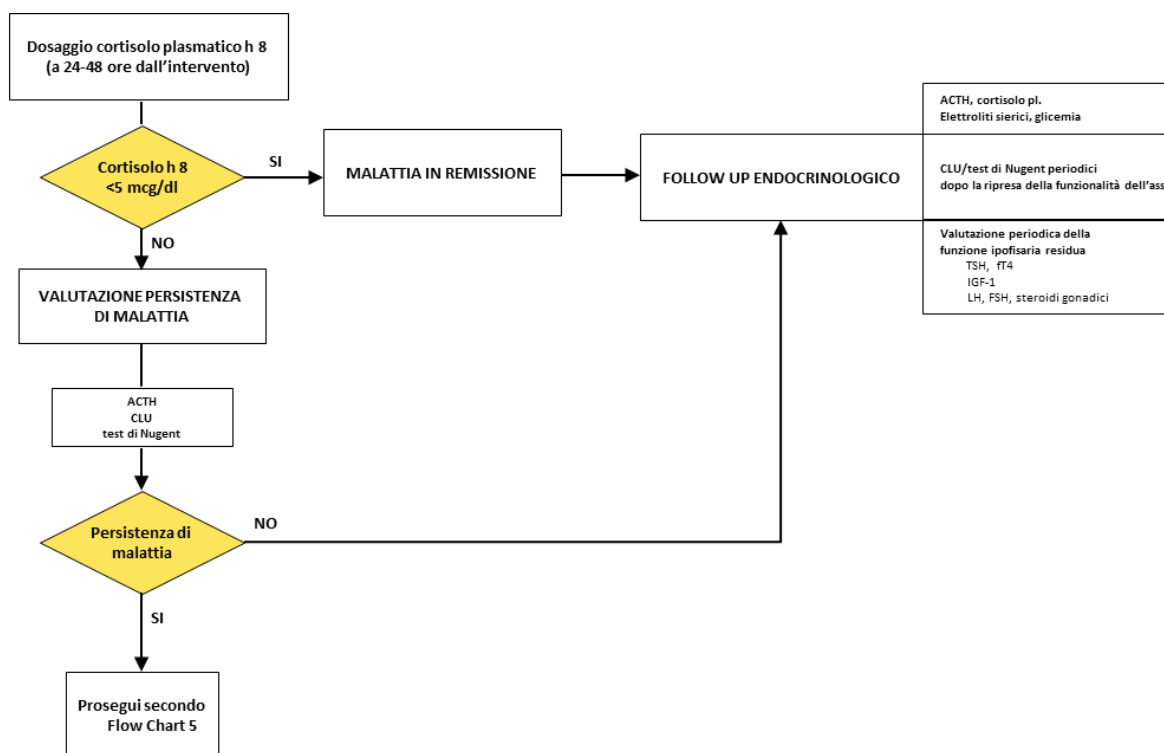 Dosaggio cortisolo plasmatico h 8
(a 24-48 ore dall'intervento)
Cortisolo h 8
<5 mcg/dl
SI
MALATTIA IN REMISSIONE
FOLLOW UP ENDOCRINOLOGICO
ACTH, cortisolo pl.
Elettroliti sierici, glicemia
CLU/test di Nugent periodici
dopo la ripresa della funzionalità dell'ass
Valutazione periodica della
funzione ipofisaria residua
TSH, fT4
IGF-1
LH, FSH, steroidi gonadici
NO
VALUTAZIONE PERSISTENZA
DI MALATTIA
ACTH
CLU
test di Nugent
Persistenza di
malattia
NO
SI
Prosegui secondo
Flow Chart 5